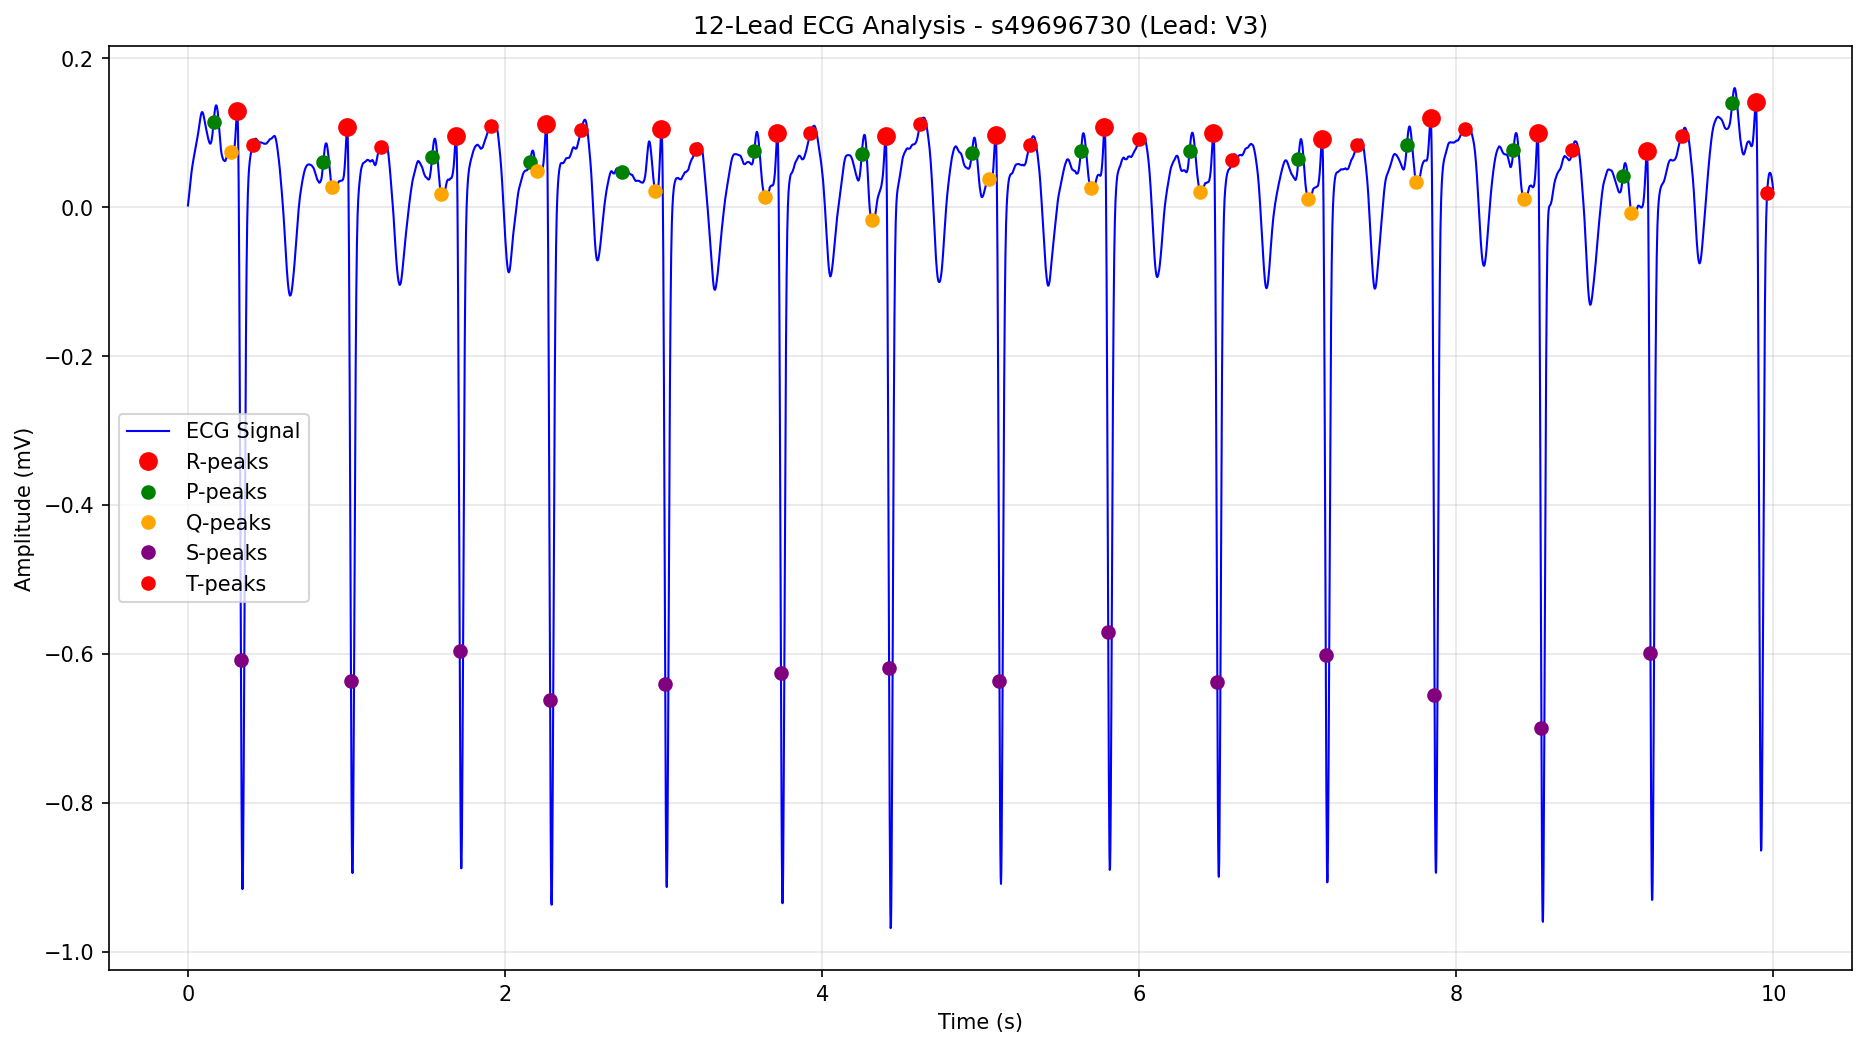 12-Lead ECG Analysis - s49696730 (Lead: V3)
0.2
0.0
−0.2
−0.4
−0.6
−0.8
−1.0
Amplitude (mV)
ECG Signal
R-peaks
P-peaks
Q-peaks
S-peaks
T-peaks
0 2 4 6 8 10
Time (s)